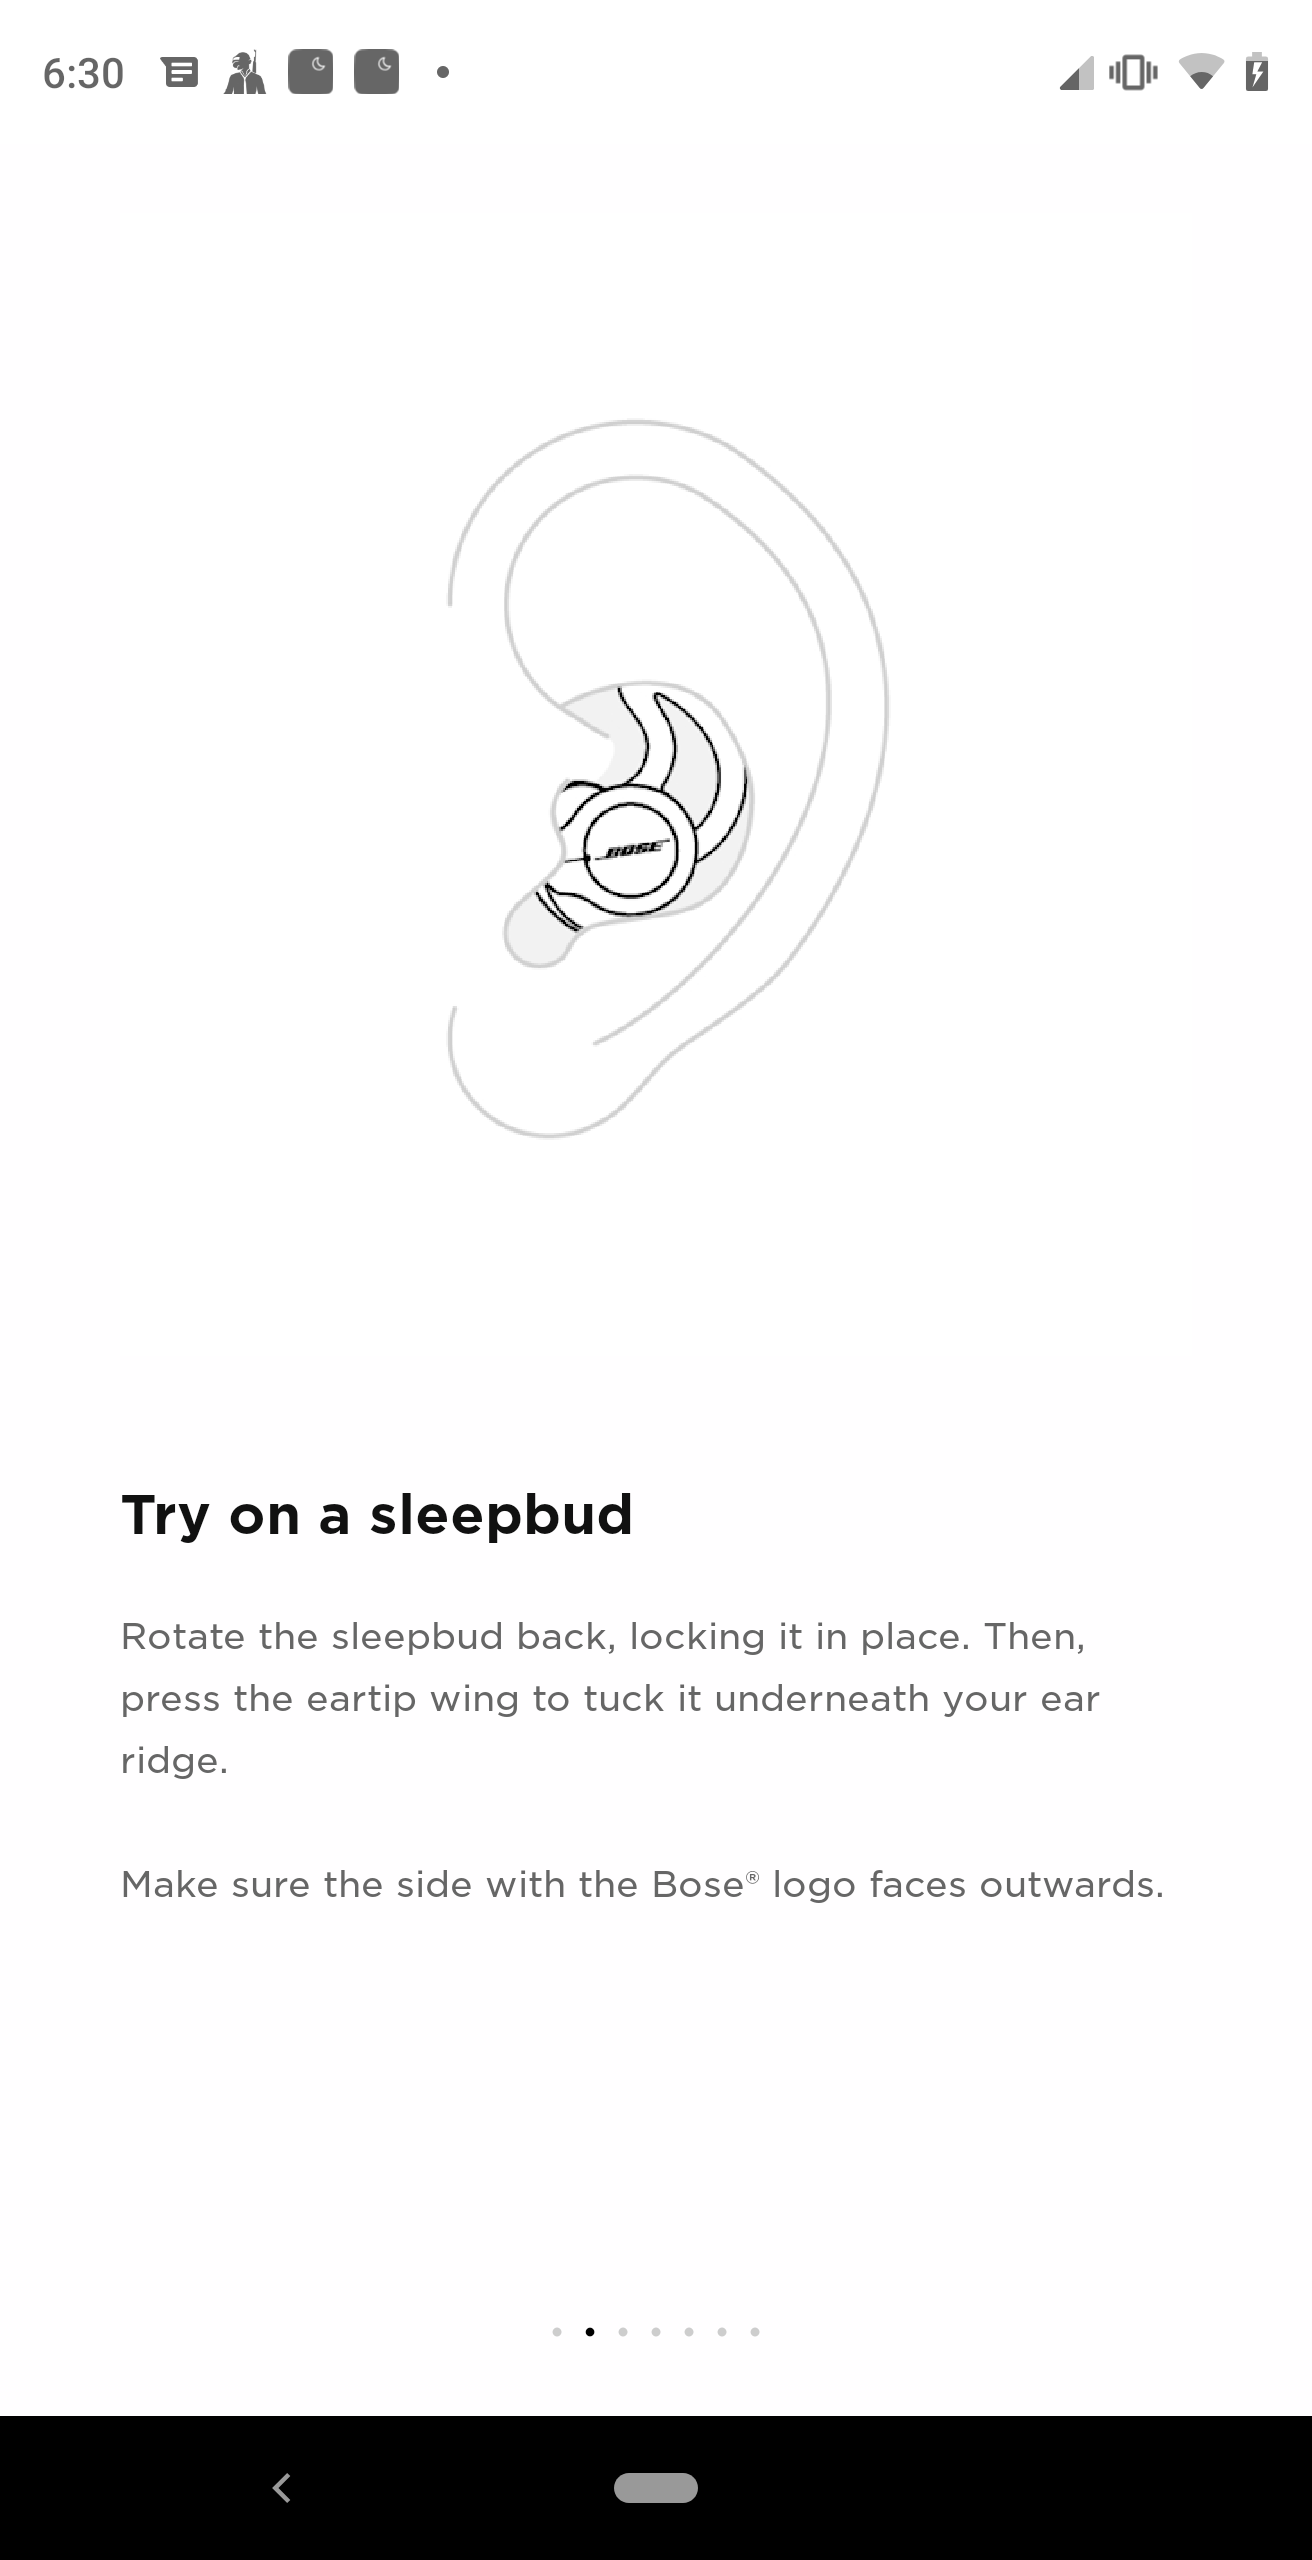 6:30
BOSE
Try on a sleepbud
Rotate the sleepbud back, locking it in place. Then,
press the eartip wing to tuck it underneath your ear
ridge.
Make sure the side with the Bose® logo faces outwards.